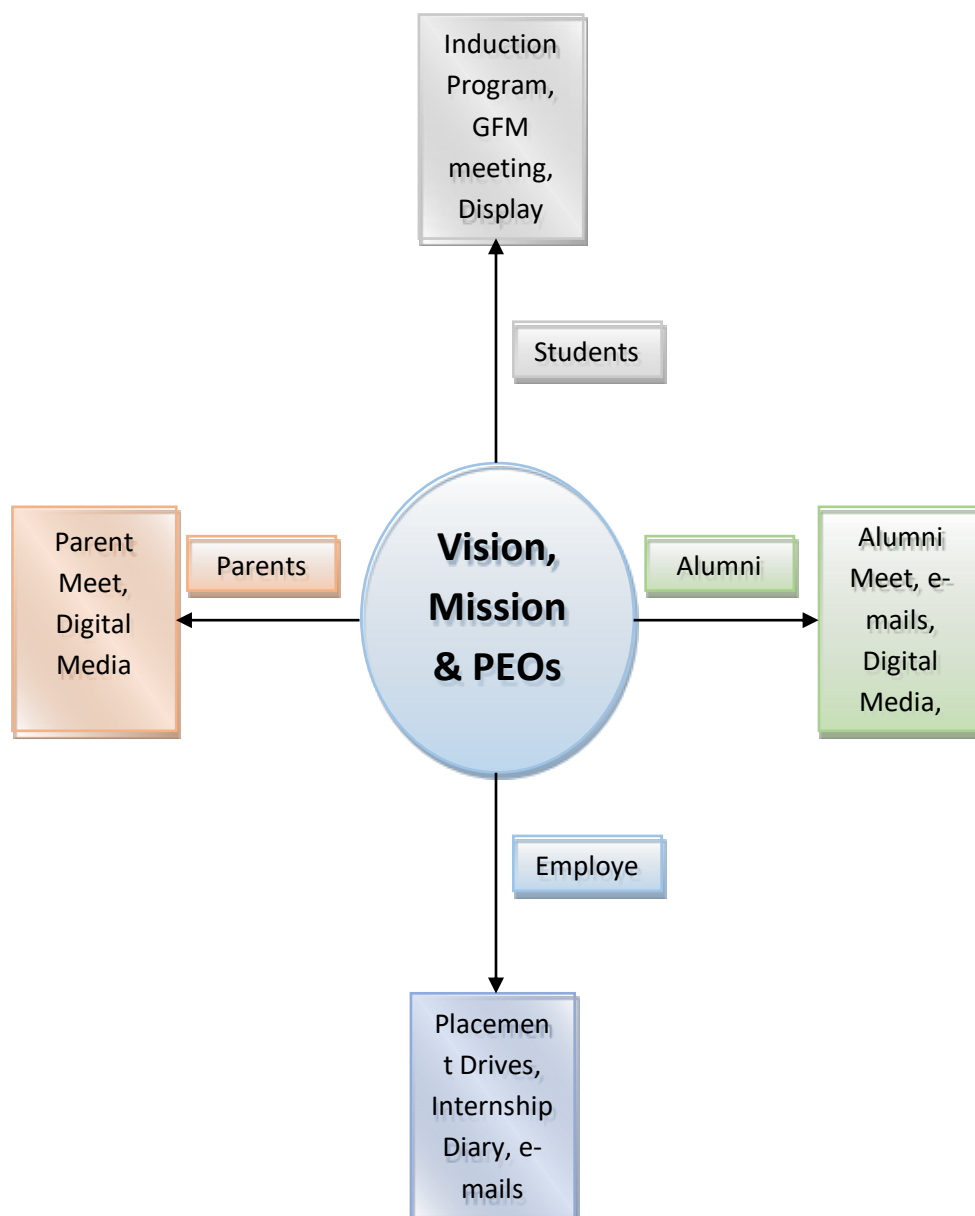 Induction
Program,
GFM
meeting,
Display
Students
Parent
Meet,
Digital
Media
Parents
Vision,
Mission
& PEOs
Alumni
Alumni
Meet, e-
mails,
Digital
Media,
Employe
Placemen
t Drives,
Internship
Diary, e-
mails